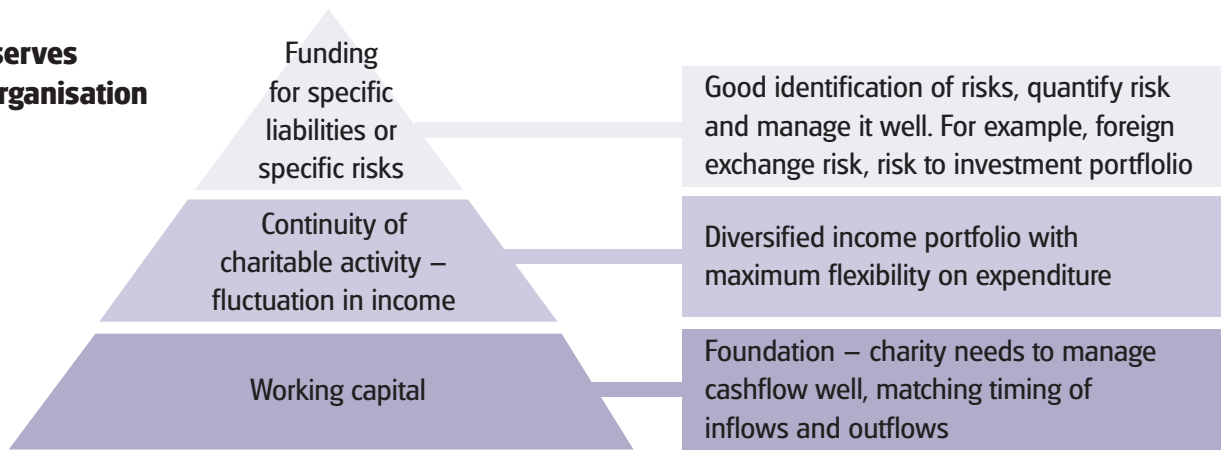 serves
rganisation
Funding
for specific
liabilities or
specific risks
Good identification of risks, quantify risk
and manage it well. For example, foreign
exchange risk, risk to investment portflolio
Continuity of
charitable activity –
fluctuation in income
Diversified income portfolio with
maximum flexibility on expenditure
Working capital
Foundation – charity needs to manage
cashflow well, matching timing of
inflows and outflows